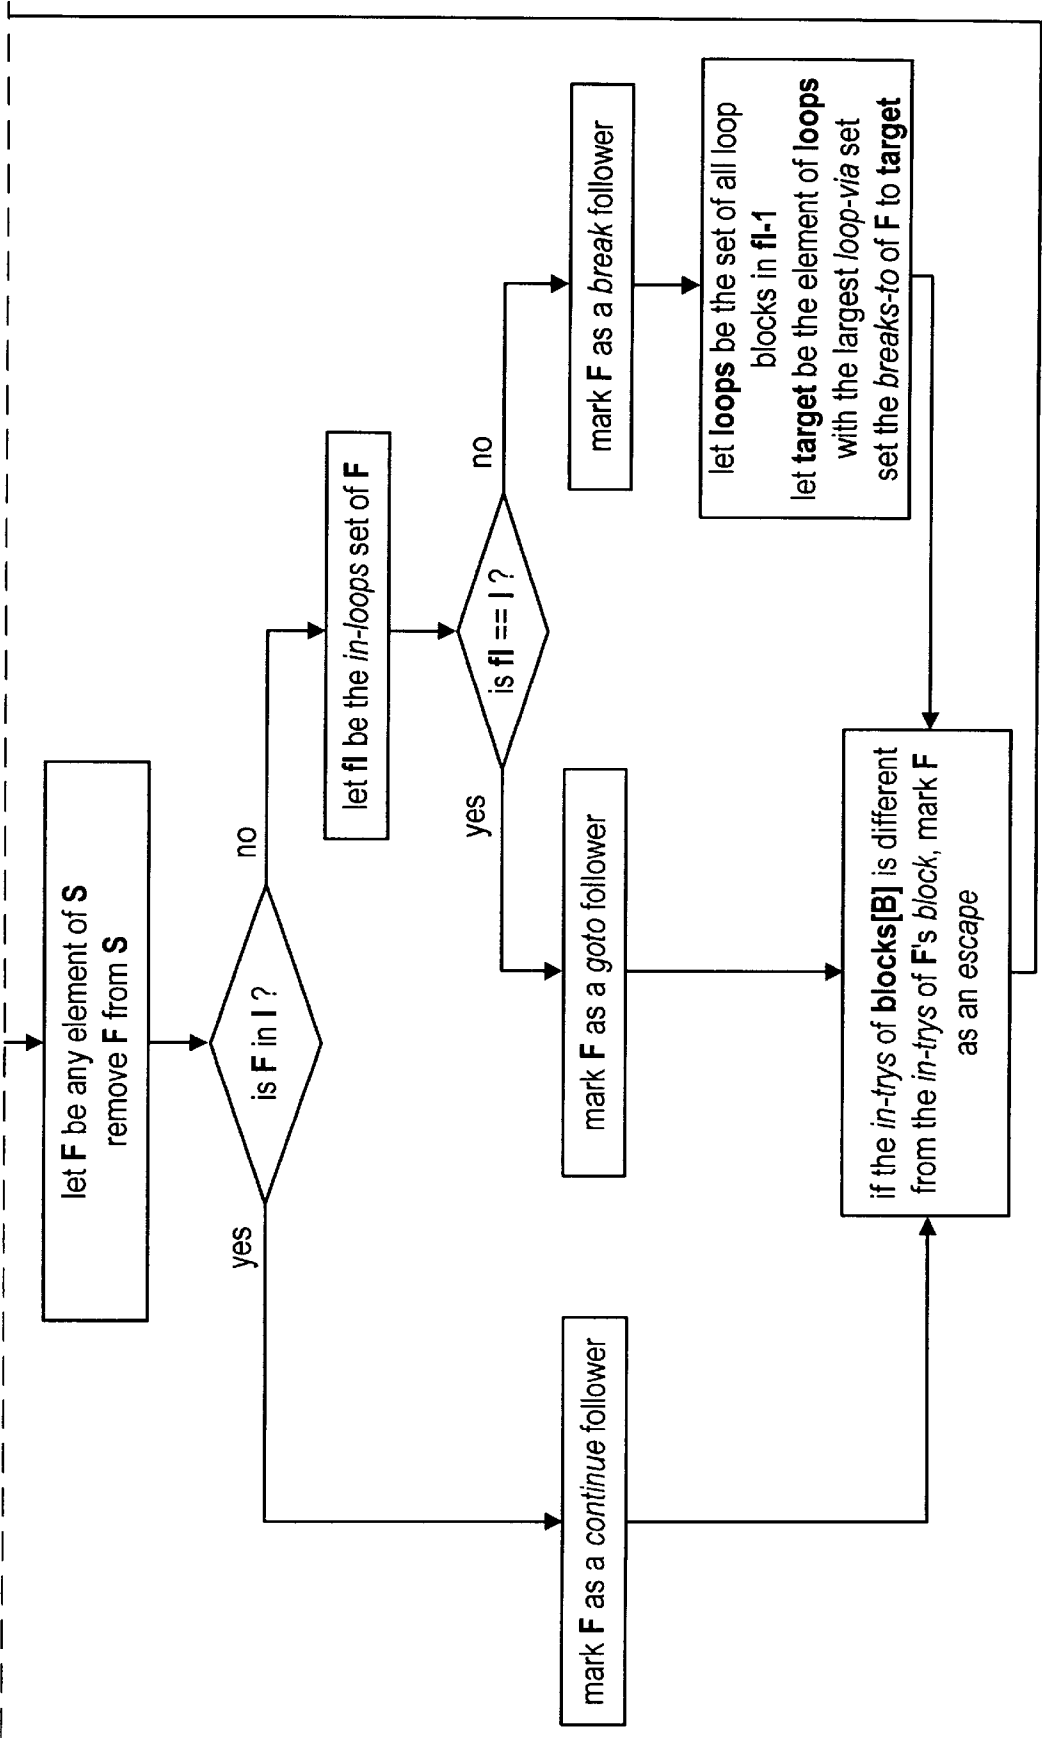 let F be any element of S
remove F from S
is F in l ?
yes
no
let fl be the in-loops set of F
is fl == l ?
yes
no
mark F as a continue follower
mark F as a goto follower
mark F as a break follower
let loops be the set of all loop
blocks in fl-1
let target be the element of loops
with the largest loop-via set
set the breaks-to of F to target
if the in-trys of blocks[B] is different
from the in-trys of F's block, mark F
as an escape